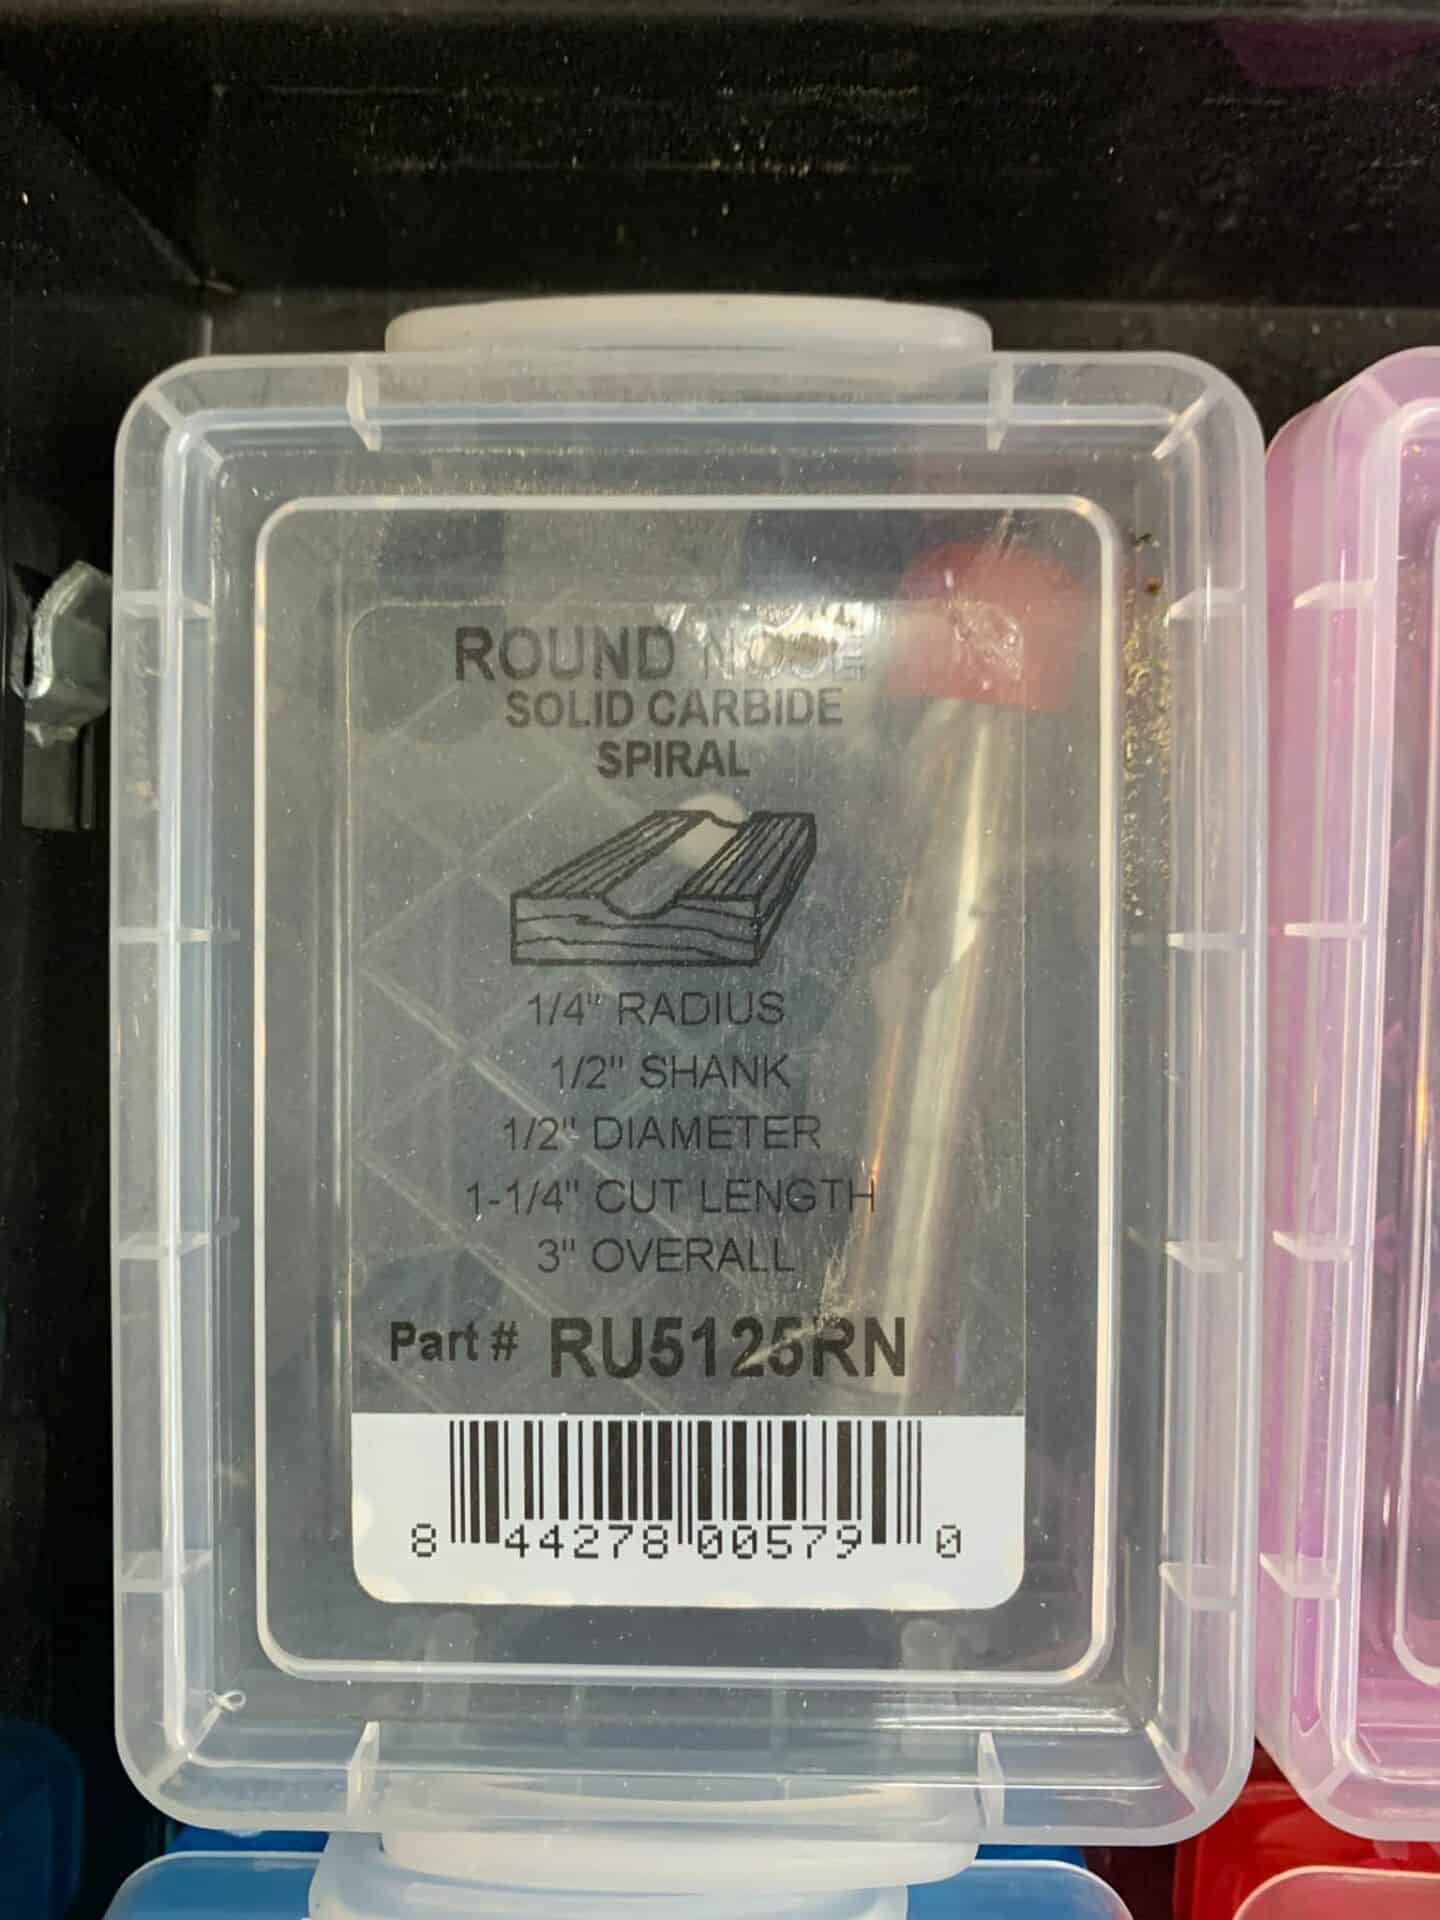 ROUND NOSE
SOLID CARBIDE
SPIRAL
1/4" RADIUS
1/2" SHANK
1/2" DIAMETER
1-1/4" CUT LENGTH
3" OVERALL
Part # RU5125RN
8 44278 00579 0